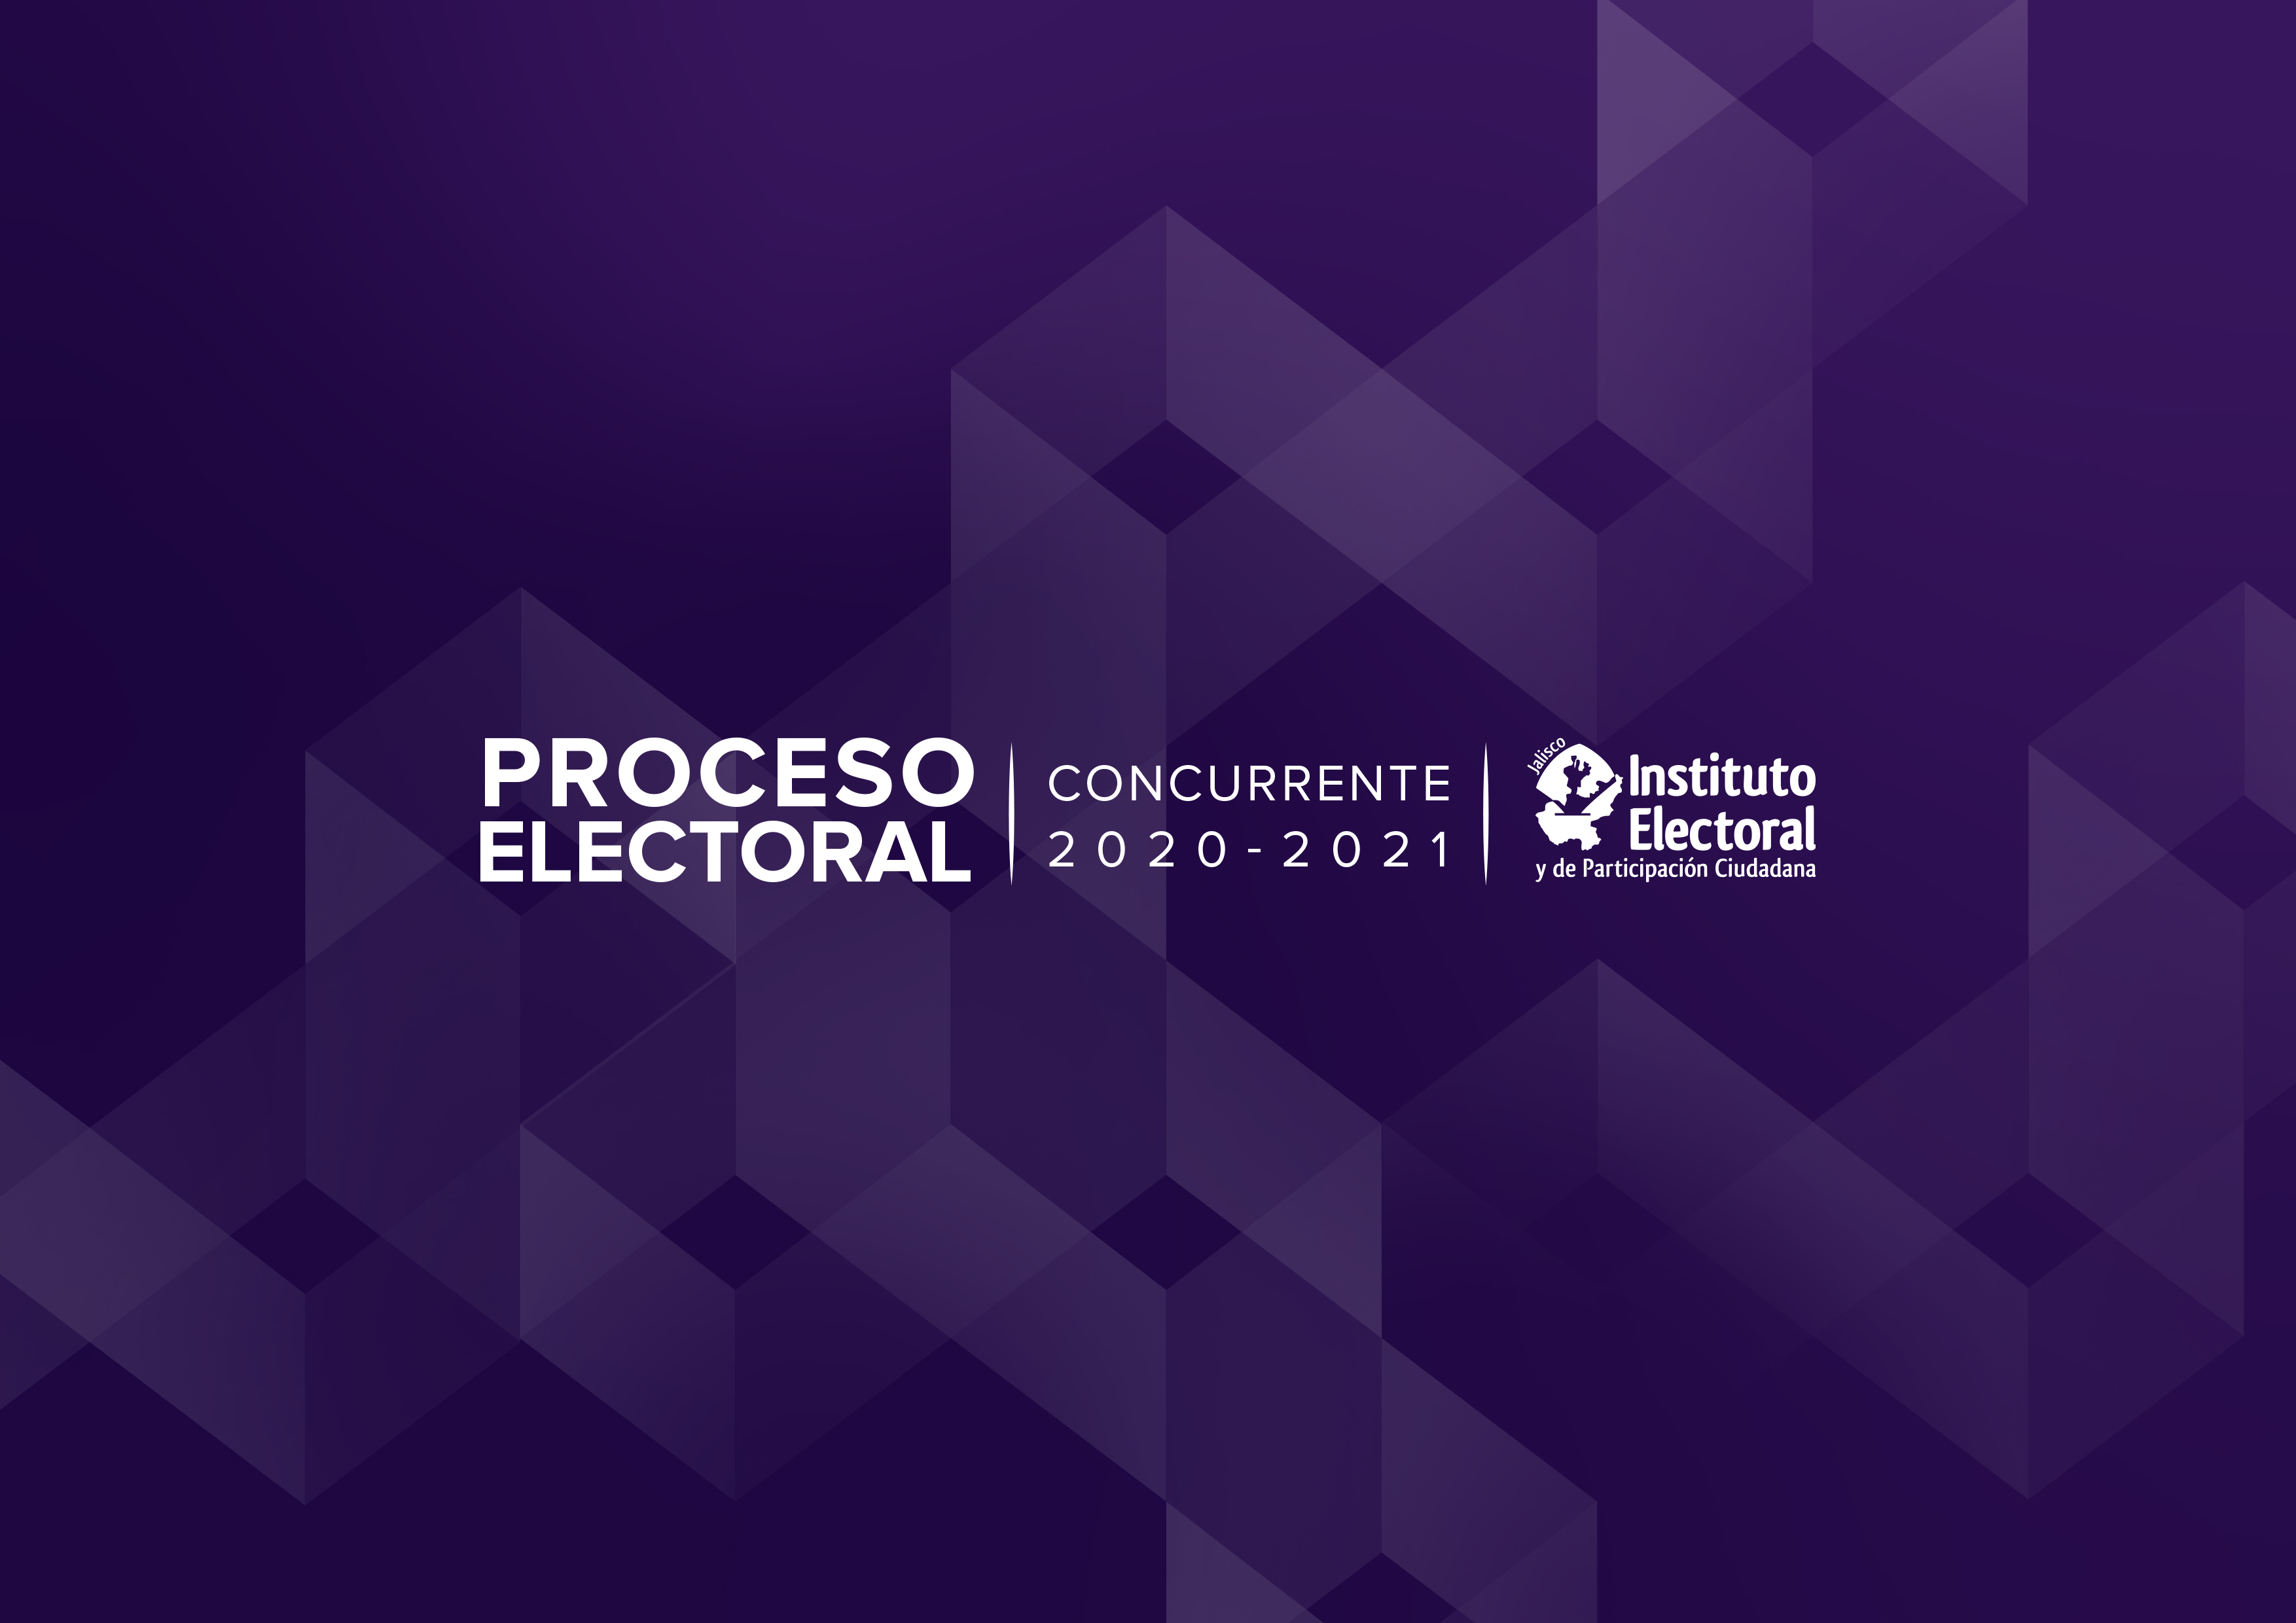 PROCESO
ELECTORAL
CONCURRENTE
2020-2021
Jalisco
Instituto
Electoral
y de Participación Ciudadana